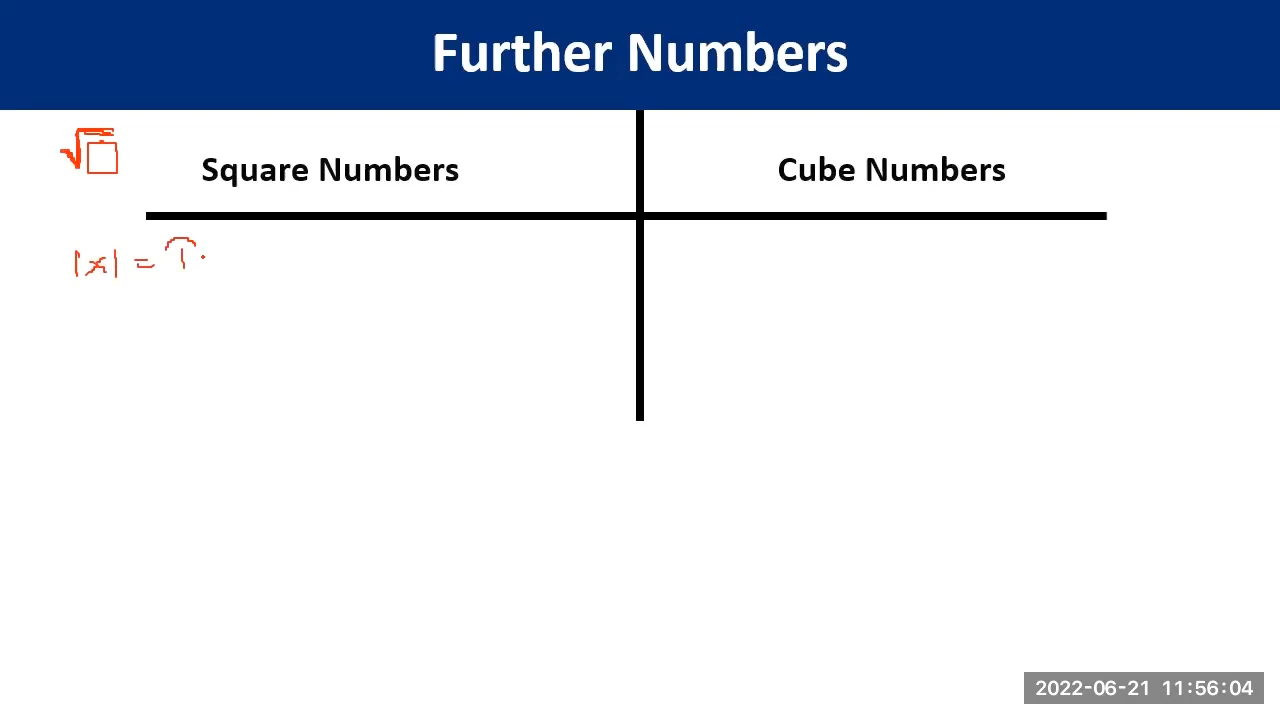 Further Numbers
√□
Square Numbers
Cube Numbers
|x| =
2022-06-21 11:56:04